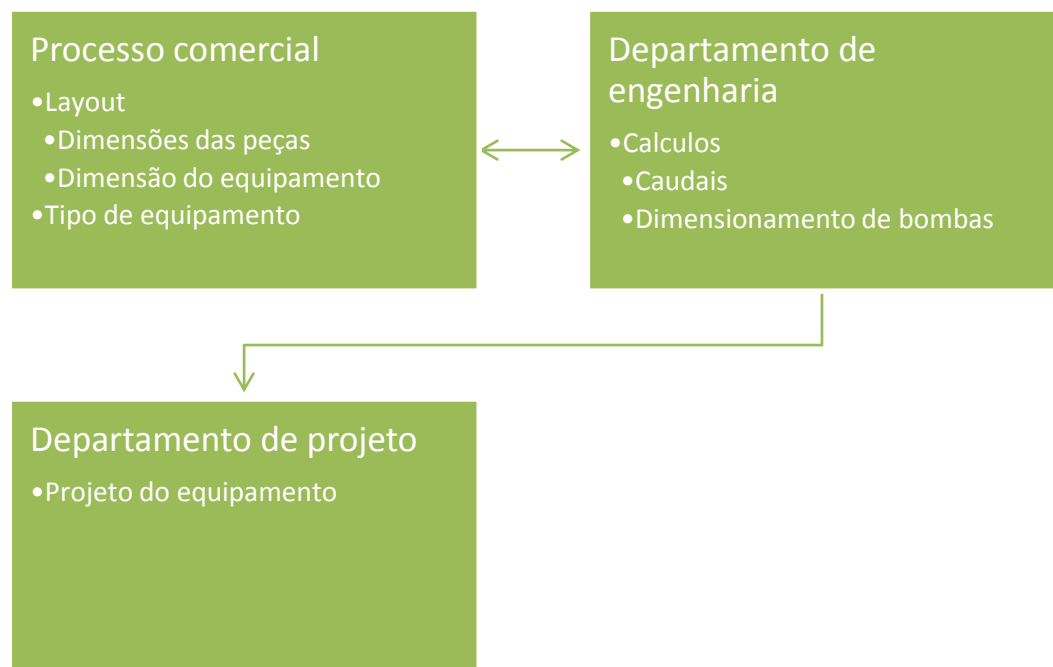 Processo comercial
•Layout
•Dimensões das peças
•Dimensão do equipamento
•Tipo de equipamento
Departamento de
engenharia
•Calculos
•Caudais
•Dimensionamento de bombas
Departamento de projeto
•Projeto do equipamento